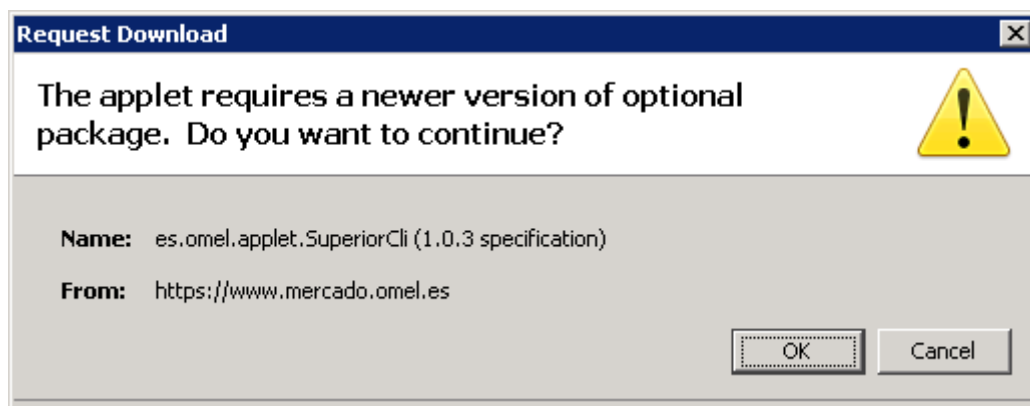 Request Download
The applet requires a newer version of optional
package. Do you want to continue?
Name: es.omel.applet.SuperiorCli (1.0.3 specification)
From: https://www.mercado.omel.es
OK Cancel